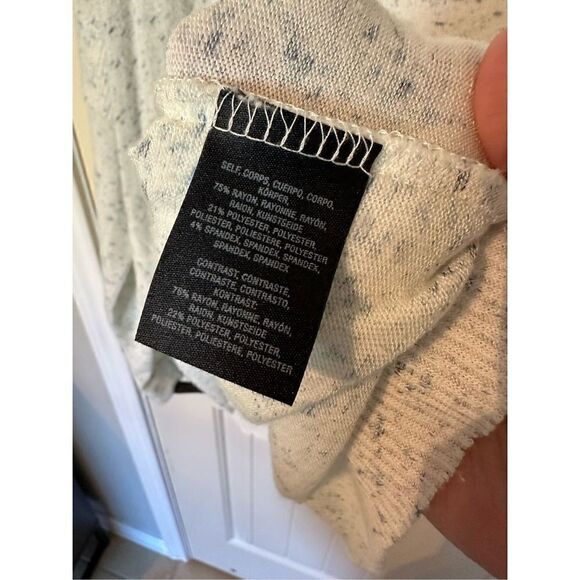 SELF, CORPS, CUERPO, CORPO,
KÖRPER,
75% RAYON, RAYONNE, RAYÓN,
RAION, KUNSTSEIDE
21% POLYESTER, POLYESTER,
POLIESTER, POLIESTERE, POLYESTER
4% SPANDEX, SPANDEX, SPANDEX,
SPANDEX, SPANDEX
CONTRAST, CONTRASTE,
CONTRASTE, CONTRASTO,
KONTRAST:
76% RAYON, RAYONNE, RAYÓN,
RAION, KUNSTSEIDE
22% POLYESTER, POLYESTER,
POLIESTER, POLIESTERE, POLYESTER